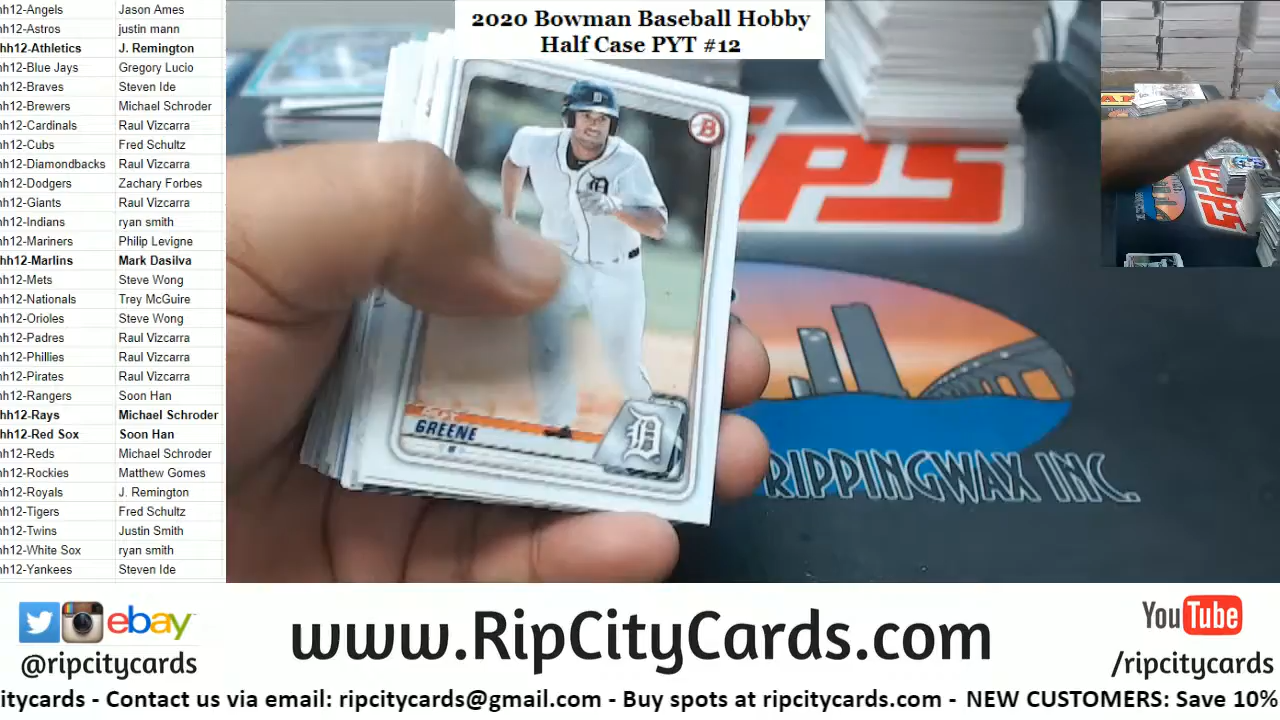 2020 Bowman Baseball Hobby
Half Case PYT #12
hh12-Angels Jason Ames
hh12-Astros justin mann
hh12-Athletics J. Remington
hh12-Blue Jays Gregory Lucio
hh12-Braves Steven Ide
hh12-Brewers Michael Schroder
hh12-Cardinals Raul Vizcarra
hh12-Cubs Fred Schultz
hh12-Diamondbacks Raul Vizcarra
hh12-Dodgers Zachary Forbes
hh12-Giants Raul Vizcarra
hh12-Indians ryan smith
hh12-Mariners Philip Levigne
hh12-Marlins Mark Dasilva
hh12-Mets Steve Wong
hh12-Nationals Trey McGuire
hh12-Orioles Steve Wong
hh12-Padres Raul Vizcarra
hh12-Phillies Raul Vizcarra
hh12-Pirates Raul Vizcarra
hh12-Rangers Soon Han
hh12-Rays Michael Schroder
hh12-Red Sox Soon Han
hh12-Reds Michael Schroder
hh12-Rockies Matthew Gomes
hh12-Royals J. Remington
hh12-Tigers Fred Schultz
hh12-Twins Justin Smith
hh12-White Sox ryan smith
hh12-Yankees Steven Ide
B
D
GREENE
D
PPS
RIPPINGWAX INC.
ebay
@ripcitycards
www.RipCityCards.com
YouTube
/ripcitycards
citycards - Contact us via email: ripcitycards@gmail.com - Buy spots at ripcitycards.com - NEW CUSTOMERS: Save 10%